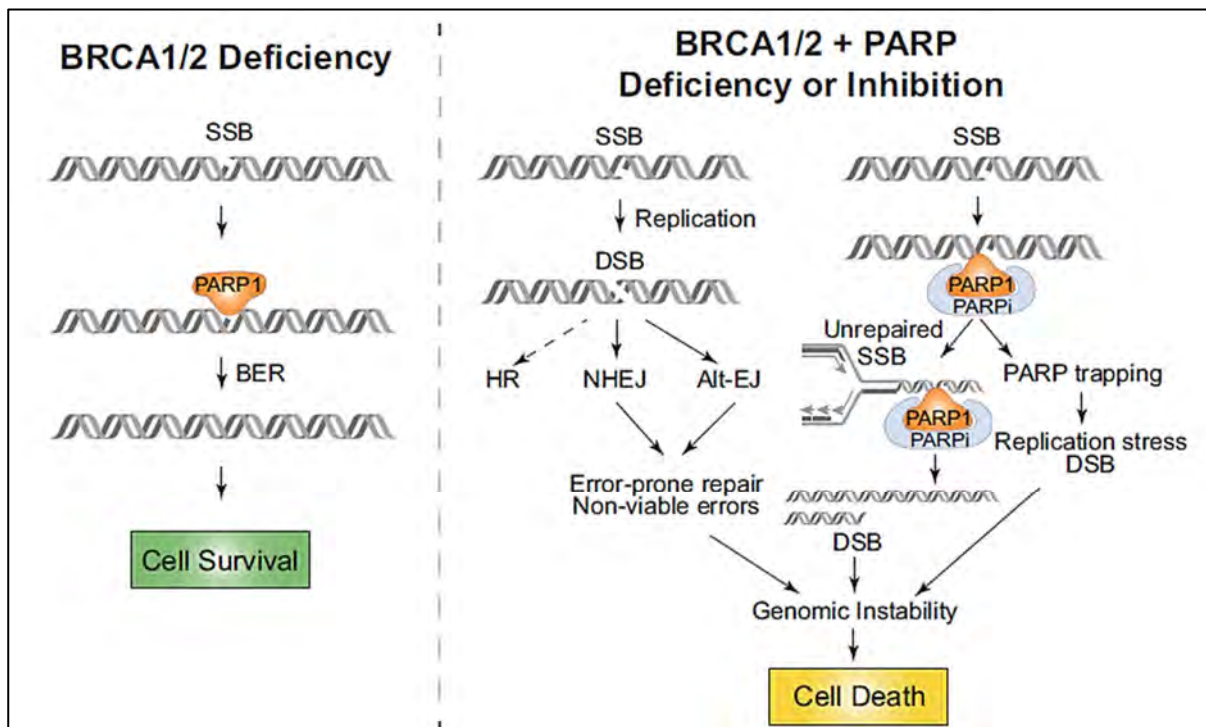 BRCA1/2 Deficiency
SSB
PARP1
BER
Cell Survival
BRCA1/2 + PARP
Deficiency or Inhibition
SSB
Replication
DSB
HR
NHEJ
Alt-EJ
Error-prone repair
Non-viable errors
SSB
PARP1
PARPi
Unrepaired
SSB
PARP1
PARPi
DSB
PARP trapping
Replication stress
DSB
Genomic Instability
Cell Death